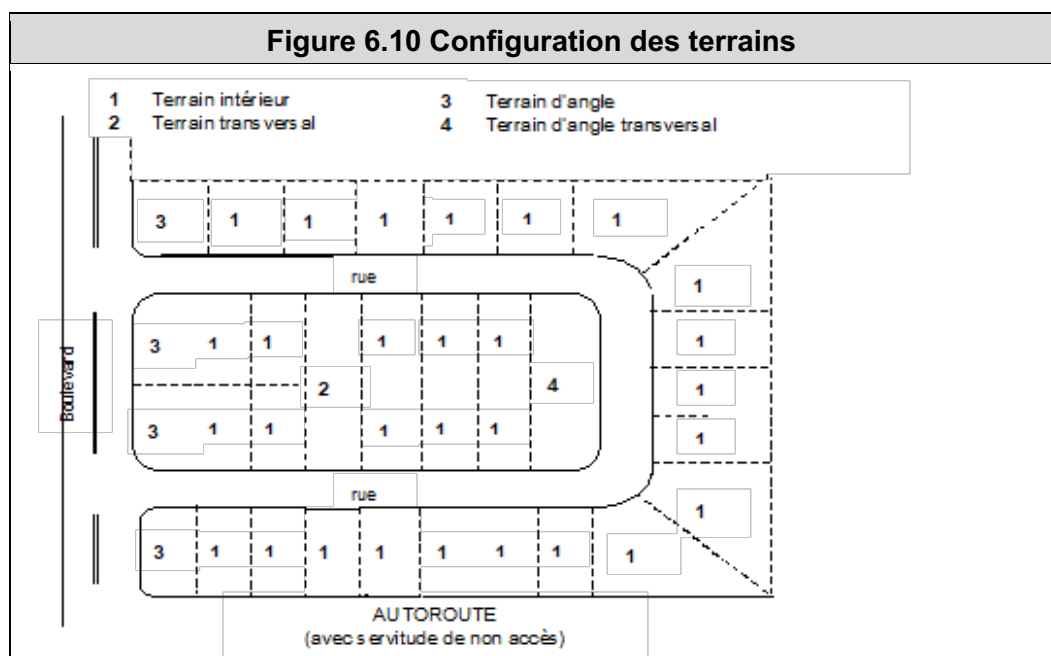 Figure 6.10 Configuration des terrains
1 Terrain intérieur 3 Terrain d'angle
2 Terrain transversal 4 Terrain d'angle transversal
3 1 1 1 1 1 1
rue
1
3 1 1 1 1 1 1
Boulevard
2 4
1
3 1 1 1 1 1 1
1
rue
1
3 1 1 1 1 1 1 1 1
AUTOROUTE
(avec servitude de non accès)